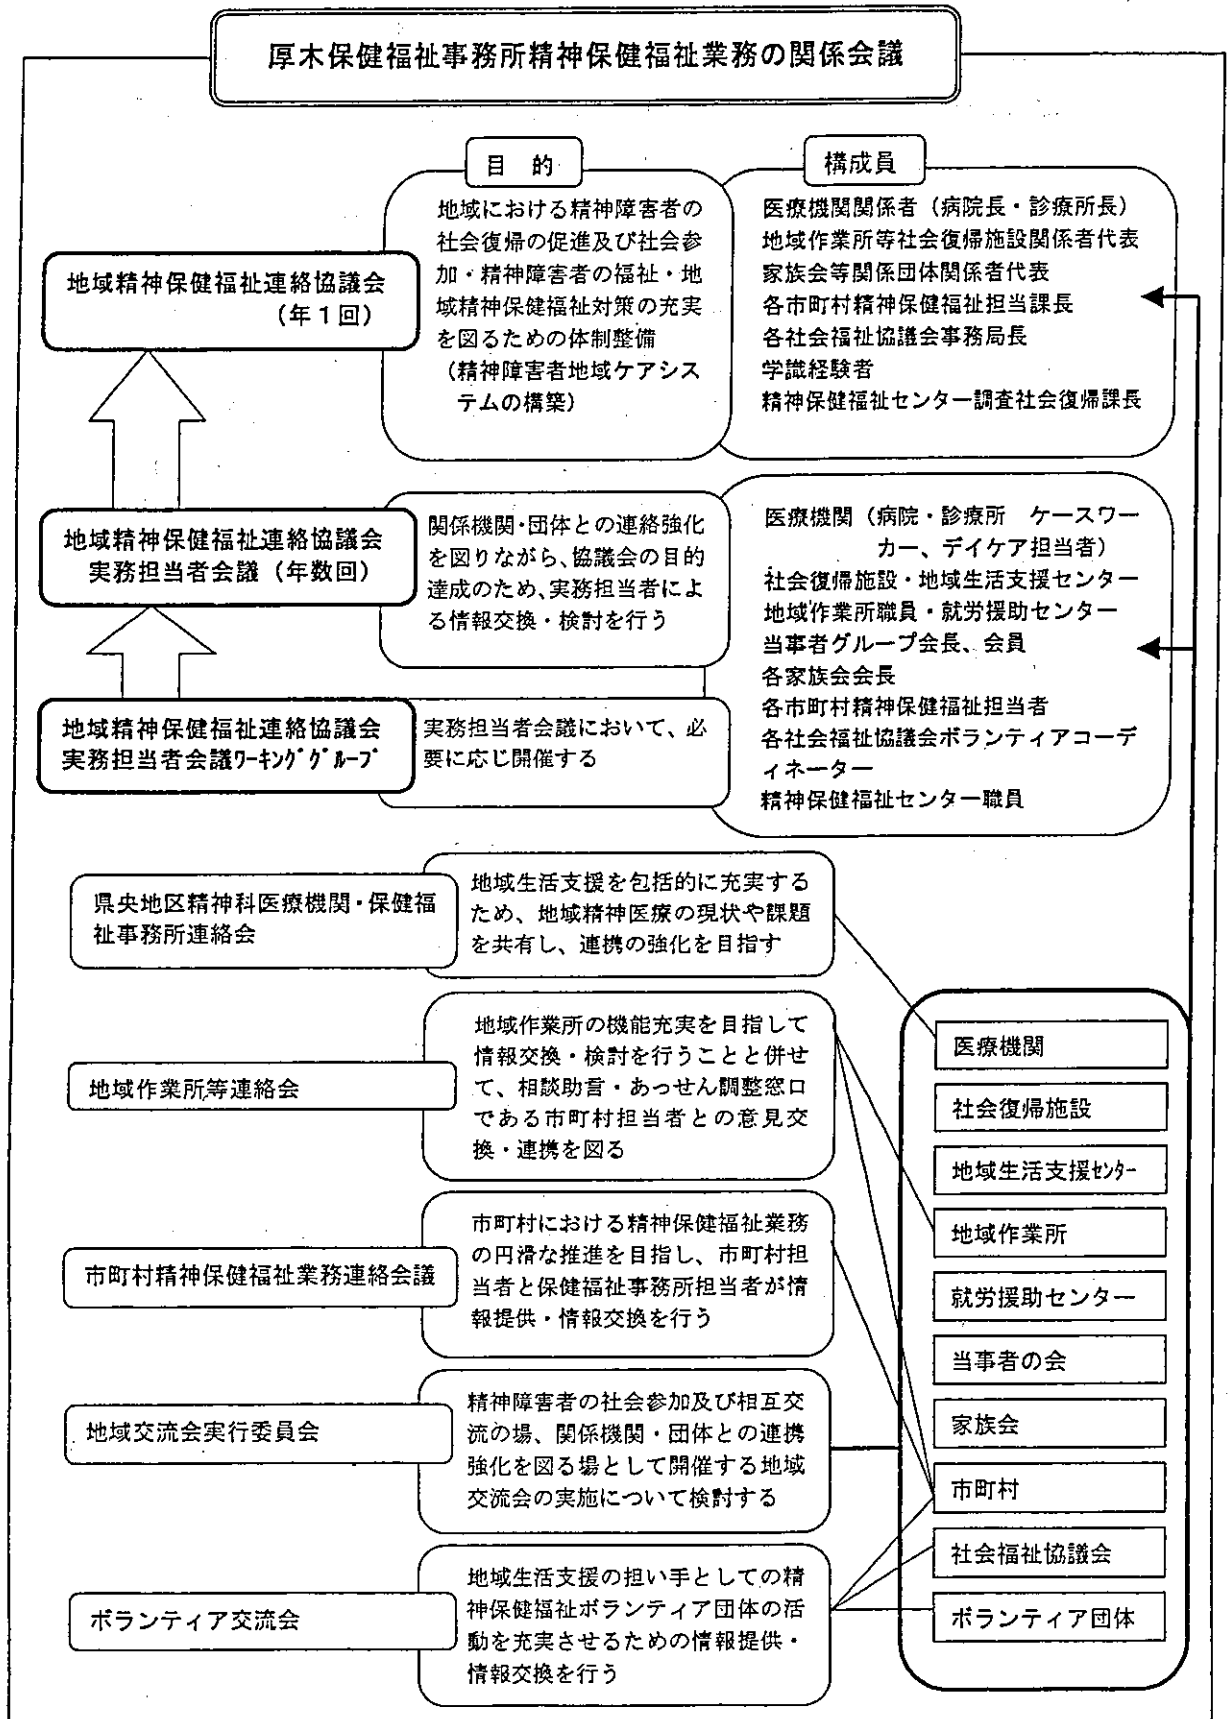 厚木保健福祉事務所精神保健福祉業務の関係会議
目的
構成員
地域精神保健福祉連絡協議会
（年１回）
地域における精神障害者の
社会復帰の促進及び社会参
加・精神障害者の福祉・地
域精神保健福祉対策の充実
を図るための体制整備
（精神障害者地域ケアシス
テムの構築）
医療機関関係者（病院長・診療所長）
地域作業所等社会復帰施設関係者代表
家族会等関係団体関係者代表
各市町村精神保健福祉担当課長
各社会福祉協議会事務局長
学識経験者
精神保健福祉センター調査社会復帰課長
地域精神保健福祉連絡協議会
実務担当者会議（年数回）
関係機関・団体との連絡強化
を図りながら、協議会の目的
達成のため、実務担当者によ
る情報交換・検討を行う
医療機関（病院・診療所　ケースワー
カー、デイケア担当者）
社会復帰施設・地域生活支援センター
地域作業所職員・就労援助センター
当事者グループ会長、会員
各家族会会長
各市町村精神保健福祉担当者
各社会福祉協議会ボランティアコーデ
ィネーター
精神保健福祉センター職員
地域精神保健福祉連絡協議会
実務担当者会議ﾜｰｷﾝｸﾞｸﾞﾙｰﾌﾟ
実務担当者会議において、必
要に応じ開催する
県央地区精神科医療機関・保健福
祉事務所連絡会
地域生活支援を包括的に充実する
ため、地域精神医療の現状や課題
を共有し、連携の強化を目指す
地域作業所等連絡会
地域作業所の機能充実を目指して
情報交換・検討を行うことと併せ
て、相談助言・あっせん調整窓口
である市町村担当者との意見交
換・連携を図る
市町村精神保健福祉業務連絡会議
市町村における精神保健福祉業務
の円滑な推進を目指し、市町村担
当者と保健福祉事務所担当者が情
報提供・情報交換を行う
地域交流会実行委員会
精神障害者の社会参加及び相互交
流の場、関係機関・団体との連携
強化を図る場として開催する地域
交流会の実施について検討する
ボランティア交流会
地域生活支援の担い手としての精
神保健福祉ボランティア団体の活
動を充実させるための情報提供・
情報交換を行う
医療機関
社会復帰施設
地域生活支援ｾﾝﾀｰ
地域作業所
就労援助センター
当事者の会
家族会
市町村
社会福祉協議会
ボランティア団体